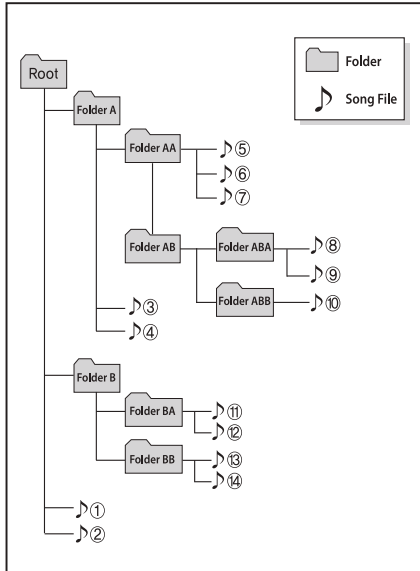 Root
Folder
Song File
Folder A
Folder AA
⑤
⑥
⑦
Folder AB
Folder ABA
⑧
⑨
Folder ABB
⑩
③
④
Folder B
Folder BA
⑪
⑫
Folder BB
⑬
⑭
①
②